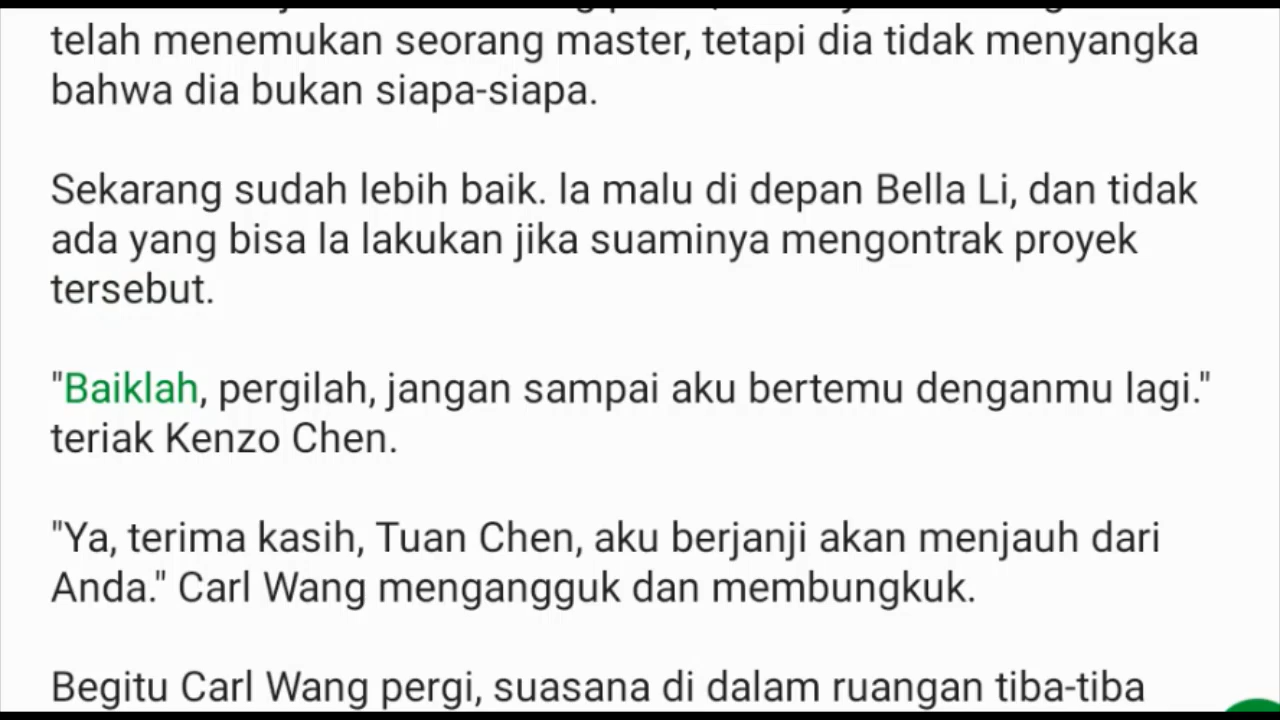 telah menemukan seorang master, tetapi dia tidak menyangka
bahwa dia bukan siapa-siapa.
Sekarang sudah lebih baik. la malu di depan Bella Li, dan tidak
ada yang bisa la lakukan jika suaminya mengontrak proyek
tersebut.
"Baiklah, pergilah, jangan sampai aku bertemu denganmu lagi."
teriak Kenzo Chen.
"Ya, terima kasih, Tuan Chen, aku berjanji akan menjauh dari
Anda." Carl Wang mengangguk dan membungkuk.
Begitu Carl Wang pergi, suasana di dalam ruangan tiba-tiba